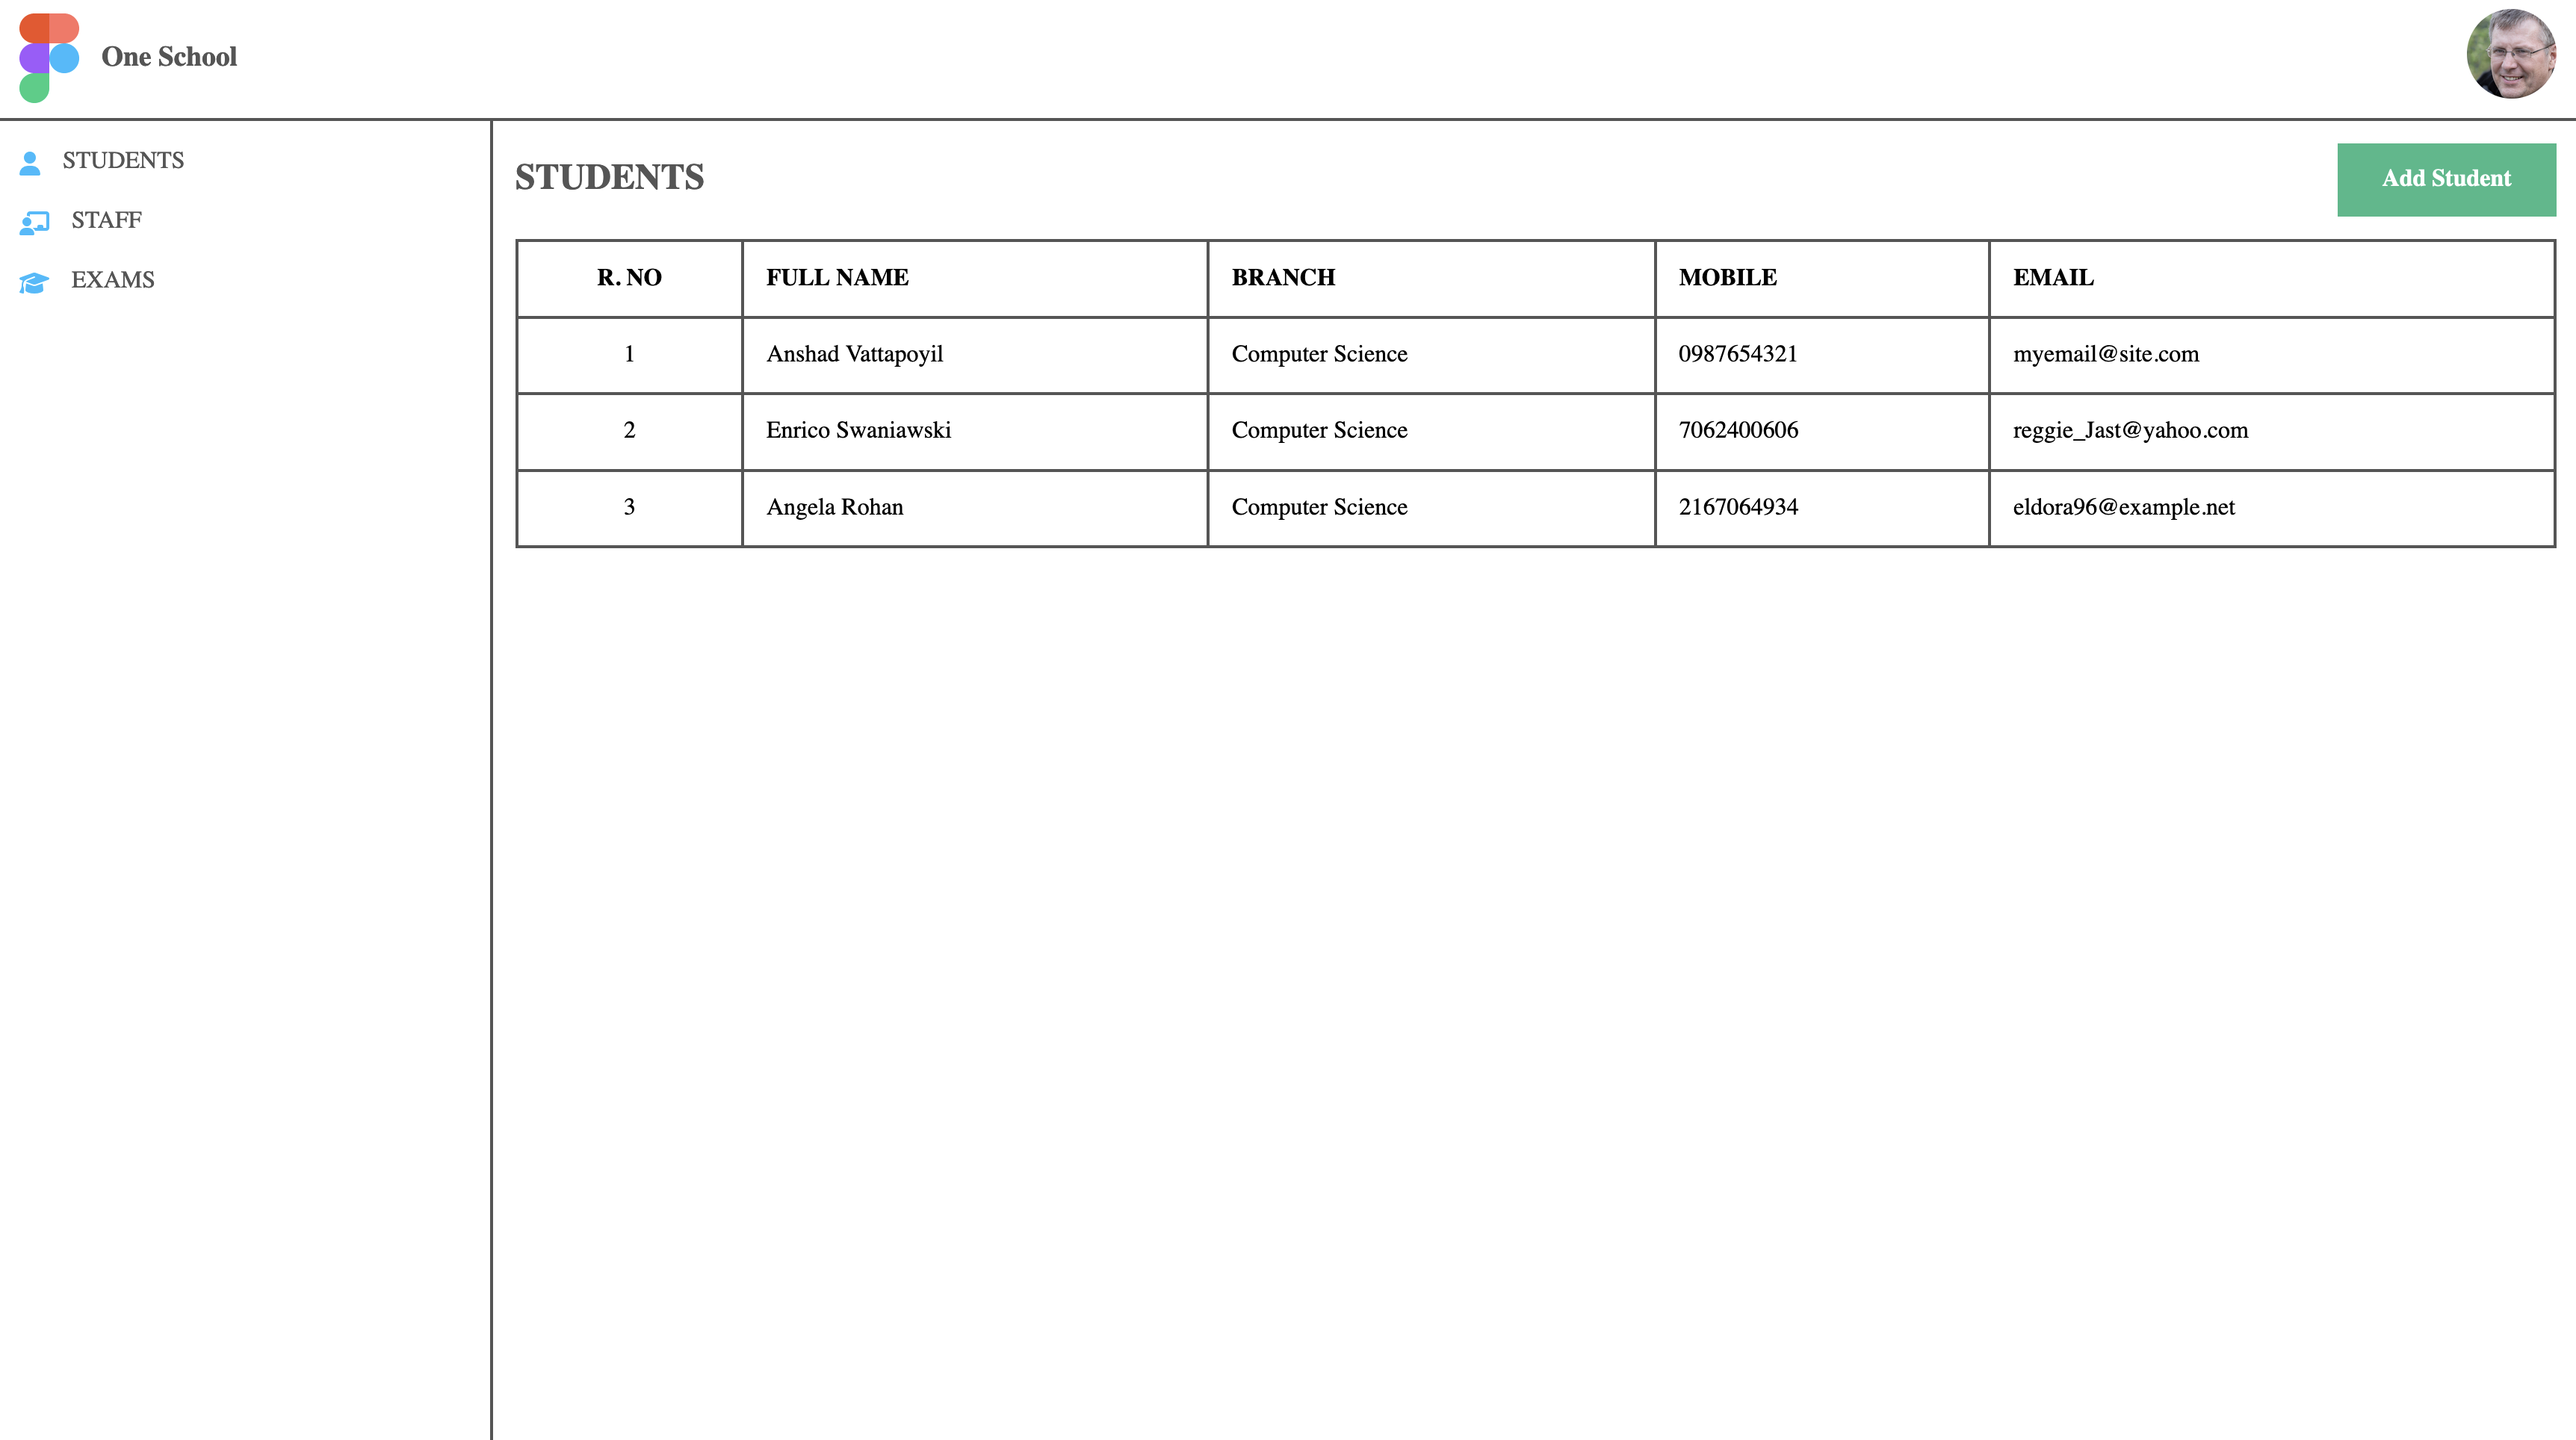 One School
STUDENTS
STAFF
EXAMS
STUDENTS
Add Student
R. NO FULL NAME BRANCH MOBILE EMAIL
1 Anshad Vattapoyil Computer Science 0987654321 myemail@site.com
2 Enrico Swaniawski Computer Science 7062400606 reggie_Jast@yahoo.com
3 Angela Rohan Computer Science 2167064934 eldora96@example.net